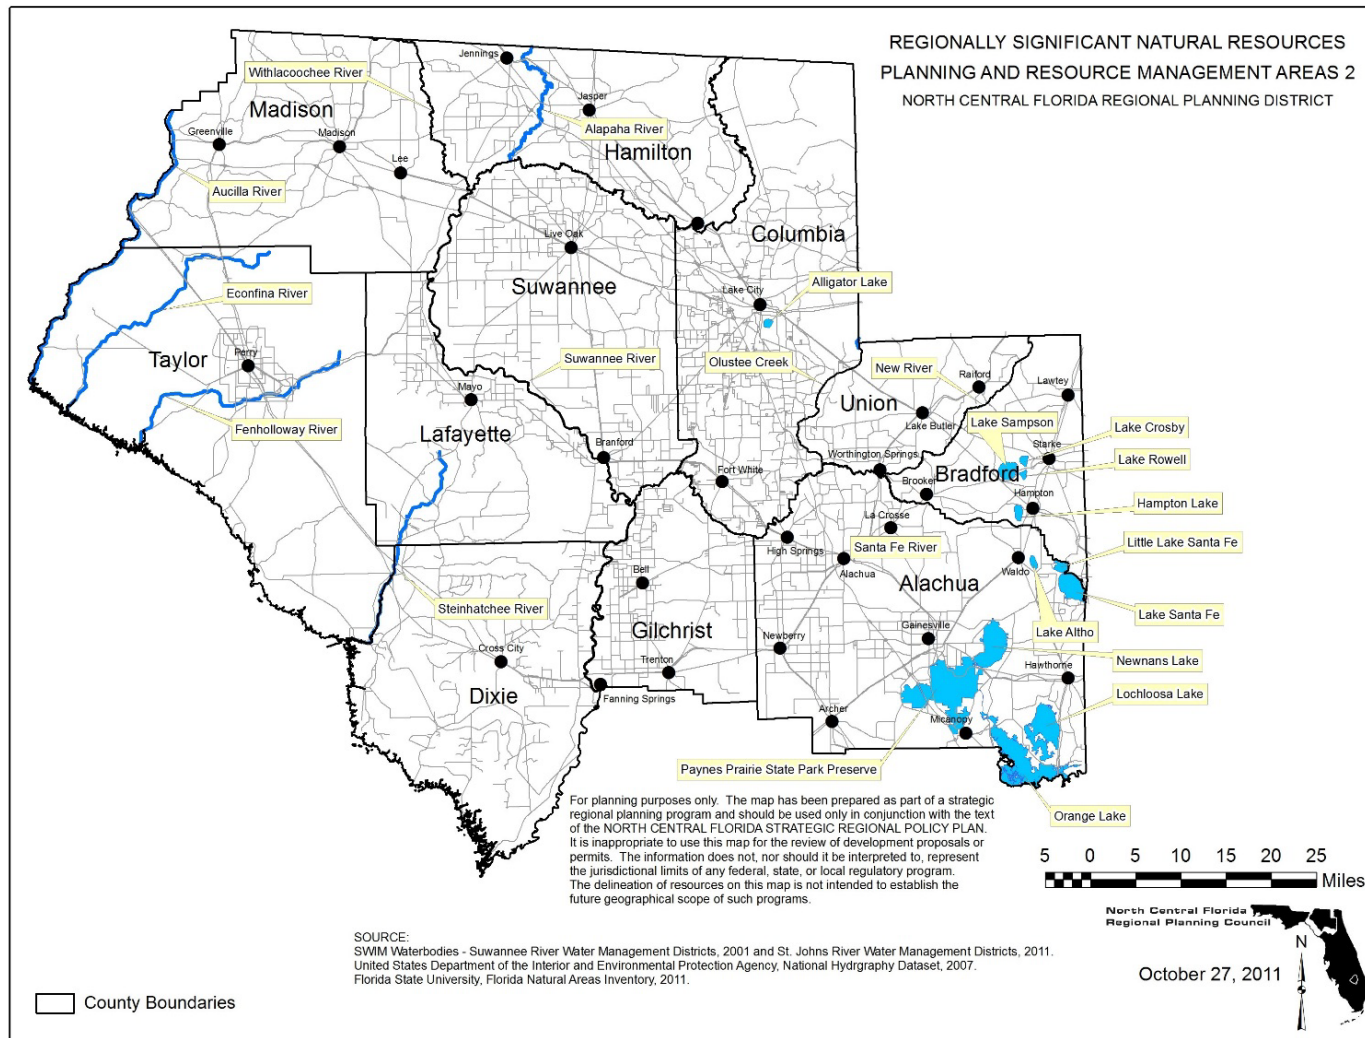 REGIONALLY SIGNIFICANT NATURAL RESOURCES
PLANNING AND RESOURCE MANAGEMENT AREAS 2
NORTH CENTRAL FLORIDA REGIONAL PLANNING DISTRICT
Jennings
Withlacoochee River
Madison
Jasper
Alapaha River
Greenville
Madison
Hamilton
Lee
Aucilla River
Live Oak
Columbia
Suwannee
Alligator Lake
Lake City
Econfina River
Taylor
Perry
Suwannee River
Olustee Creek
New River
Raiford
Lawtey
Mayo
Union
Fenholloway River
Lafayette
Lake Butler
Lake Sampson
Lake Crosby
Starke
Branford
Worthington Springs
Lake Rowell
Fort White
Brooker
Bradford
Hampton
Hampton Lake
La Crosse
High Springs
Santa Fe River
Little Lake Santa Fe
Bell
Alachua
Alachua
Waldo
Steinhatchee River
Lake Santa Fe
Gilchrist
Gainesville
Lake Altho
Newberry
Cross City
Trenton
Hawthorne
Newnans Lake
Dixie
Fanning Springs
Lochloosa Lake
Archer
Micanopy
Paynes Prairie State Park Preserve
Orange Lake
For planning purposes only. The map has been prepared as part of a strategic
regional planning program and should be used only in conjunction with the text
of the NORTH CENTRAL FLORIDA STRATEGIC REGIONAL POLICY PLAN.
It is inappropriate to use this map for the review of development proposals or
permits. The information does not, nor should it be interpreted to, represent
the jurisdictional limits of any federal, state, or local regulatory program.
The delineation of resources on this map is not intended to establish the
future geographical scope of such programs.
5 0 5 10 15 20 25
Miles
North Central Florida
Regional Planning Council
N
October 27, 2011
SOURCE:
SWIM Waterbodies - Suwannee River Water Management Districts, 2001 and St. Johns River Water Management Districts, 2011.
United States Department of the Interior and Environmental Protection Agency, National Hydrgraphy Dataset, 2007.
Florida State University, Florida Natural Areas Inventory, 2011.
County Boundaries